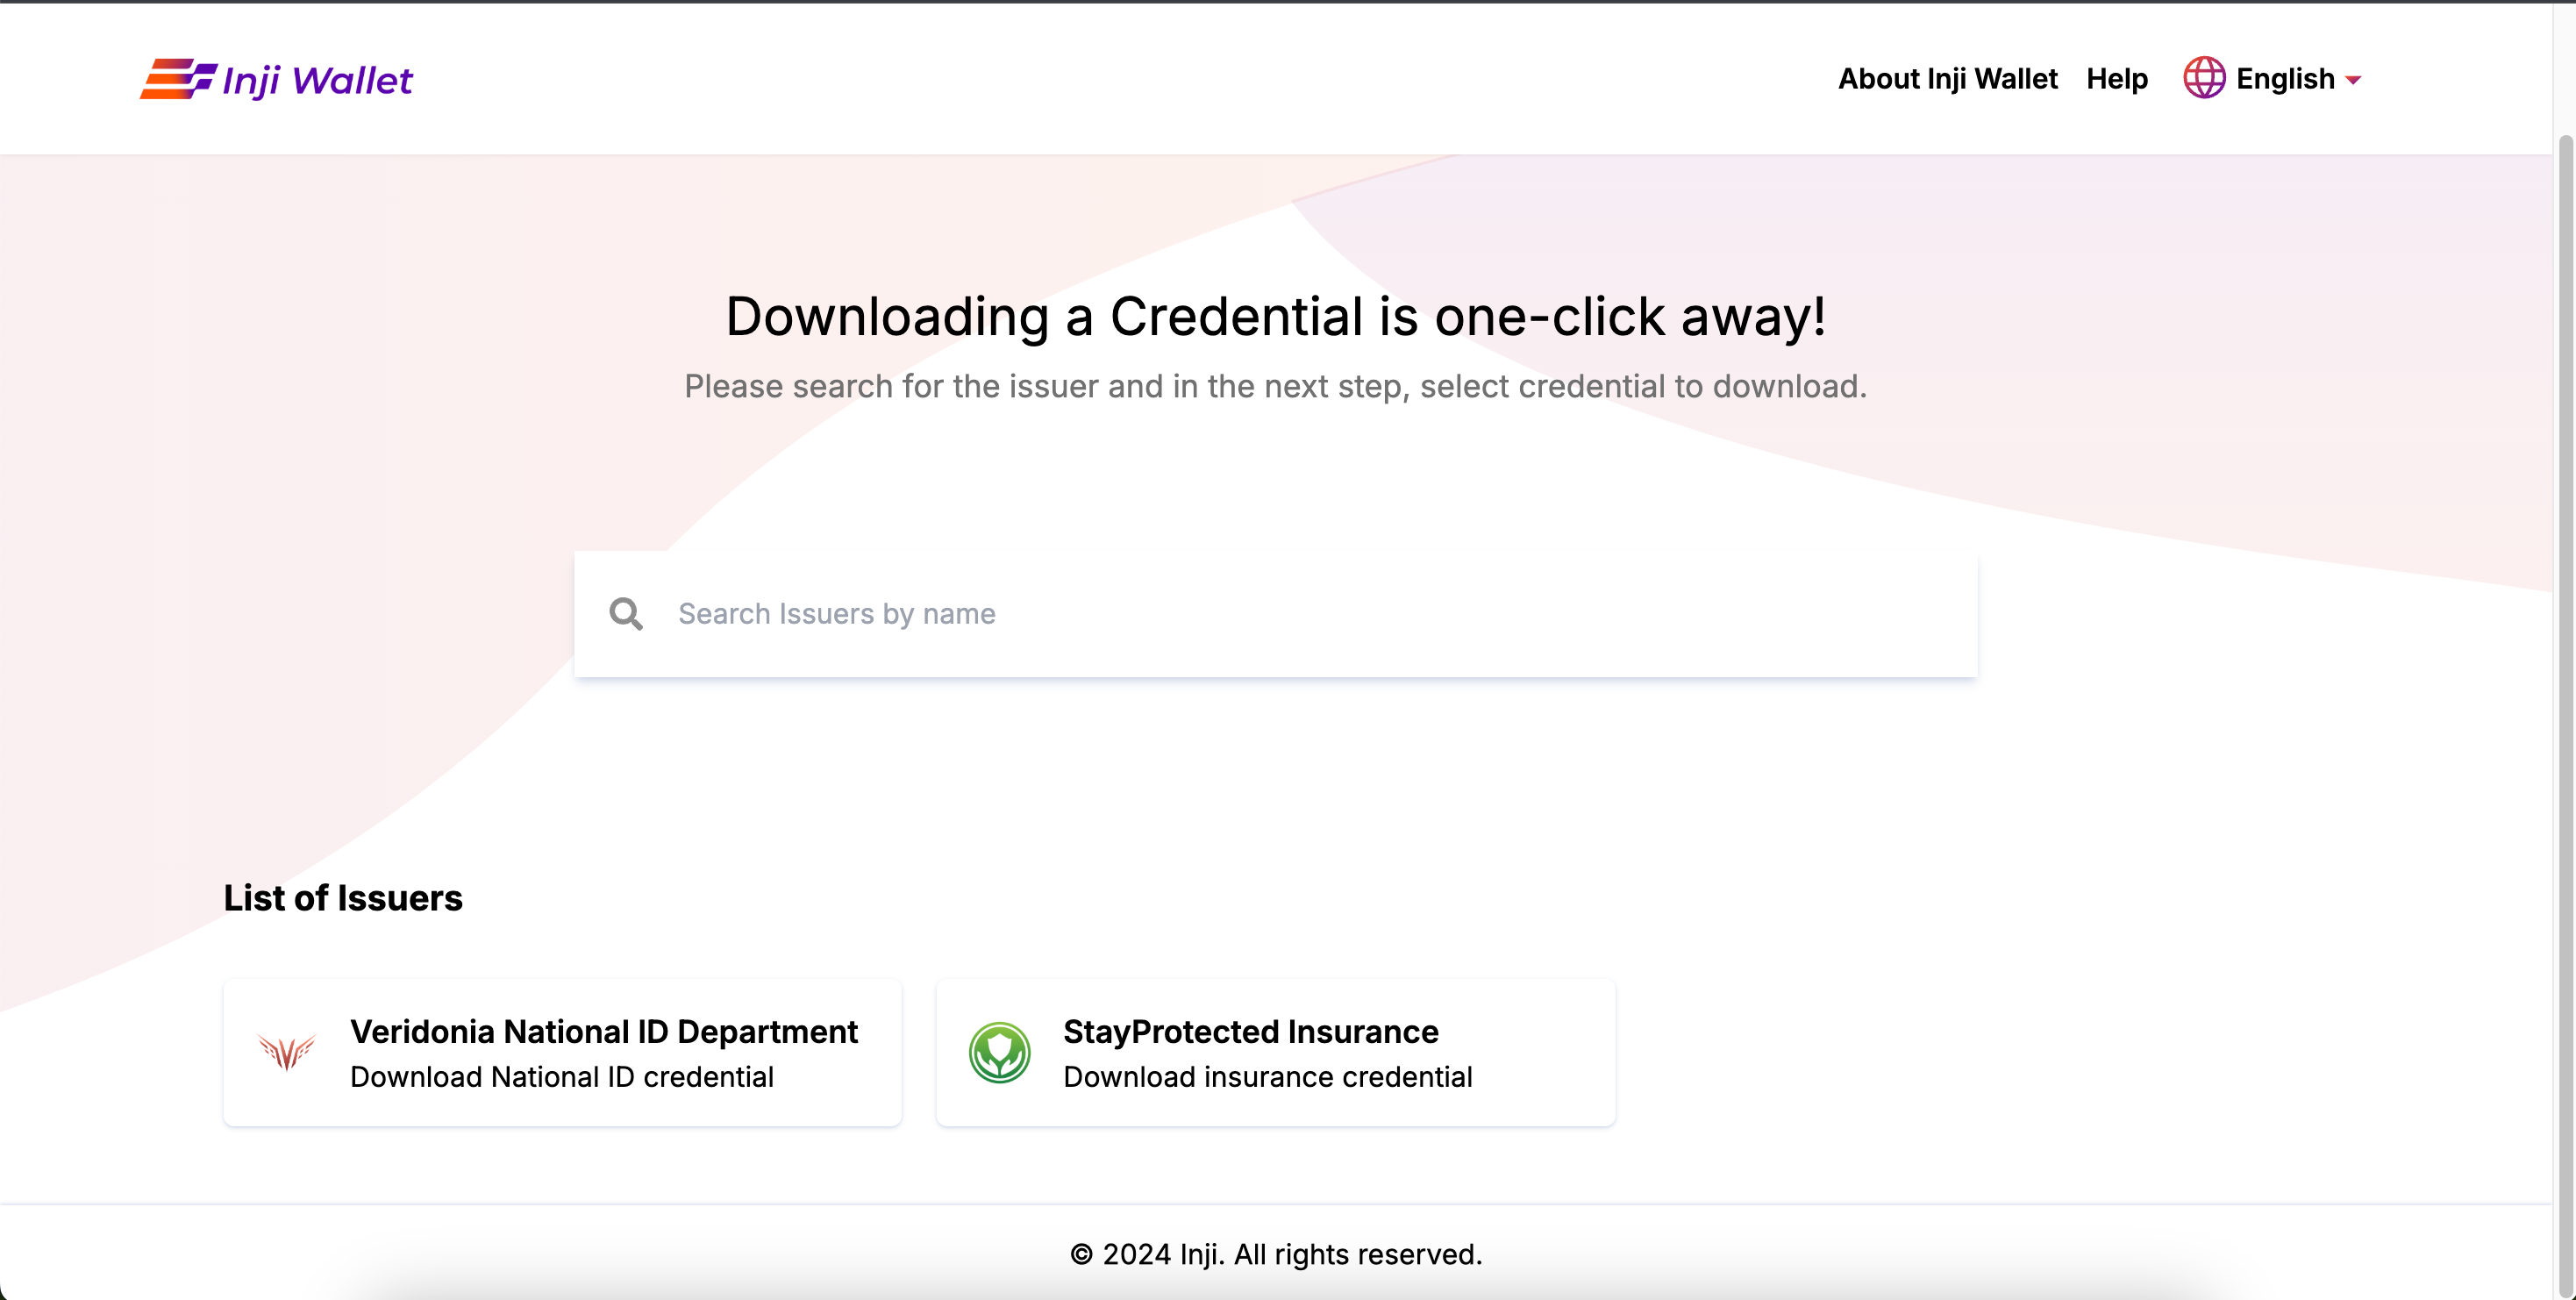 Inji Wallet
About Inji Wallet Help English
Downloading a Credential is one-click away!
Please search for the issuer and in the next step, select credential to download.
Search Issuers by name
List of Issuers
Veridonia National ID Department
Download National ID credential
StayProtected Insurance
Download insurance credential
© 2024 Inji. All rights reserved.